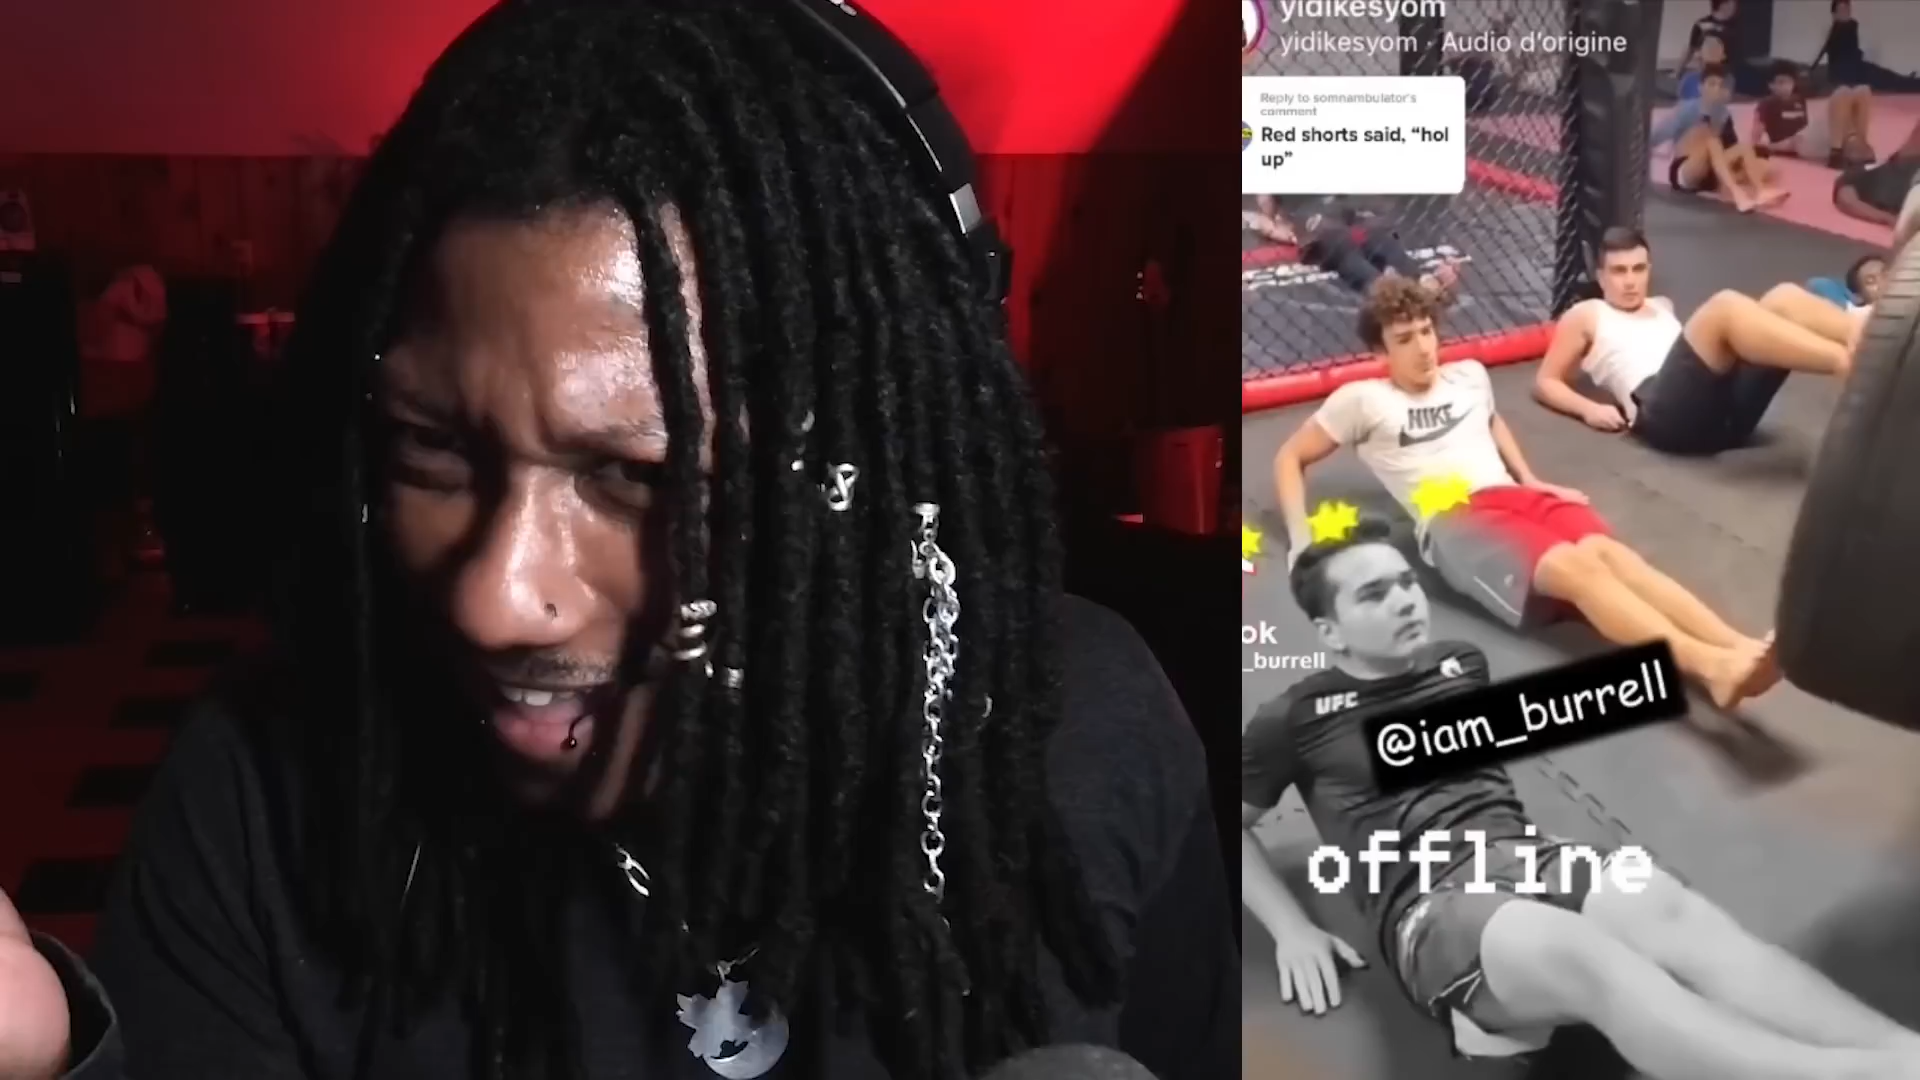 yidikesyom
yidikesyom · Audio d'origine
Reply to somnambulator's
comment
Red shorts said, “hol
up”
NIKE
ok
_burrell
UFC
@iam_burrell
offline